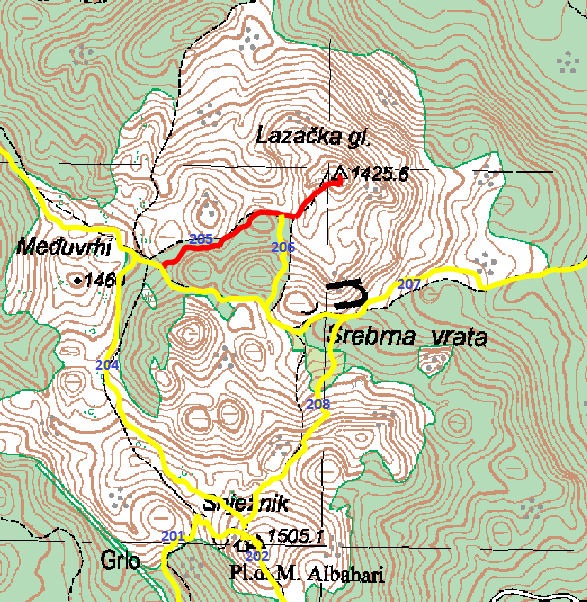 Lazačka gl.
1425.6
205
206
Međuvrhi
146
207
Srebrna vrata
204
208
Snježnik
201
1505.1
202
Grlo
Pl.d. M. Albahari